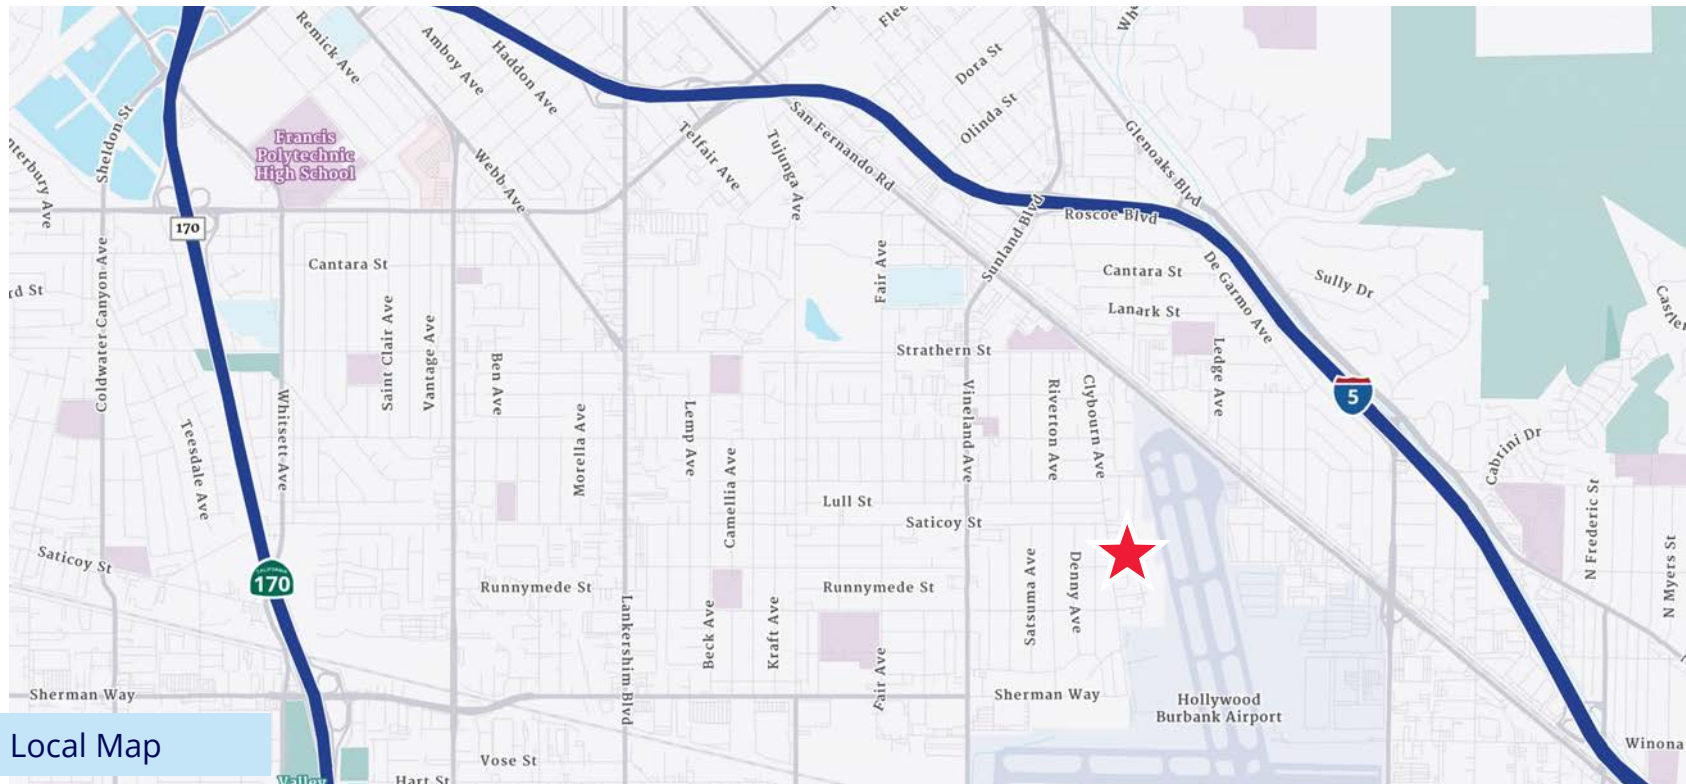 Remick Ave
Amboy Ave
Haddon Ave
Dora St
Olinda St
Sheldon St
Francis
Polytechnic
High School
Webb Ave
Telfair Ave
Tujunga Ave
San Fernando Rd
Glenoaks Blvd
170
Roscoe Blvd
Sunland Blvd
Coldwater Canyon Ave
Cantara St
Fair Ave
Cantara St
De Garmo Ave
Sully Dr
Lanark St
Saint Clair Ave
Vantage Ave
Ben Ave
Strathern St
Ledge Ave
5
Whitsett Ave
Teesdale Ave
Morella Ave
Lemp Ave
Camellia Ave
Vineland Ave
Riverton Ave
Clybourn Ave
Cabrini Dr
Lull St
Saticoy St
N Frederic St
N Myers St
Saticoy St
CALIFORNIA
170
Runnymede St
Runnymede St
Satsuma Ave
Denny Ave
Lankershim Blvd
Beck Ave
Kraft Ave
Fair Ave
Sherman Way
Sherman Way
Hollywood
Burbank Airport
Local Map
Vose St
Winona
Valley
Hart St